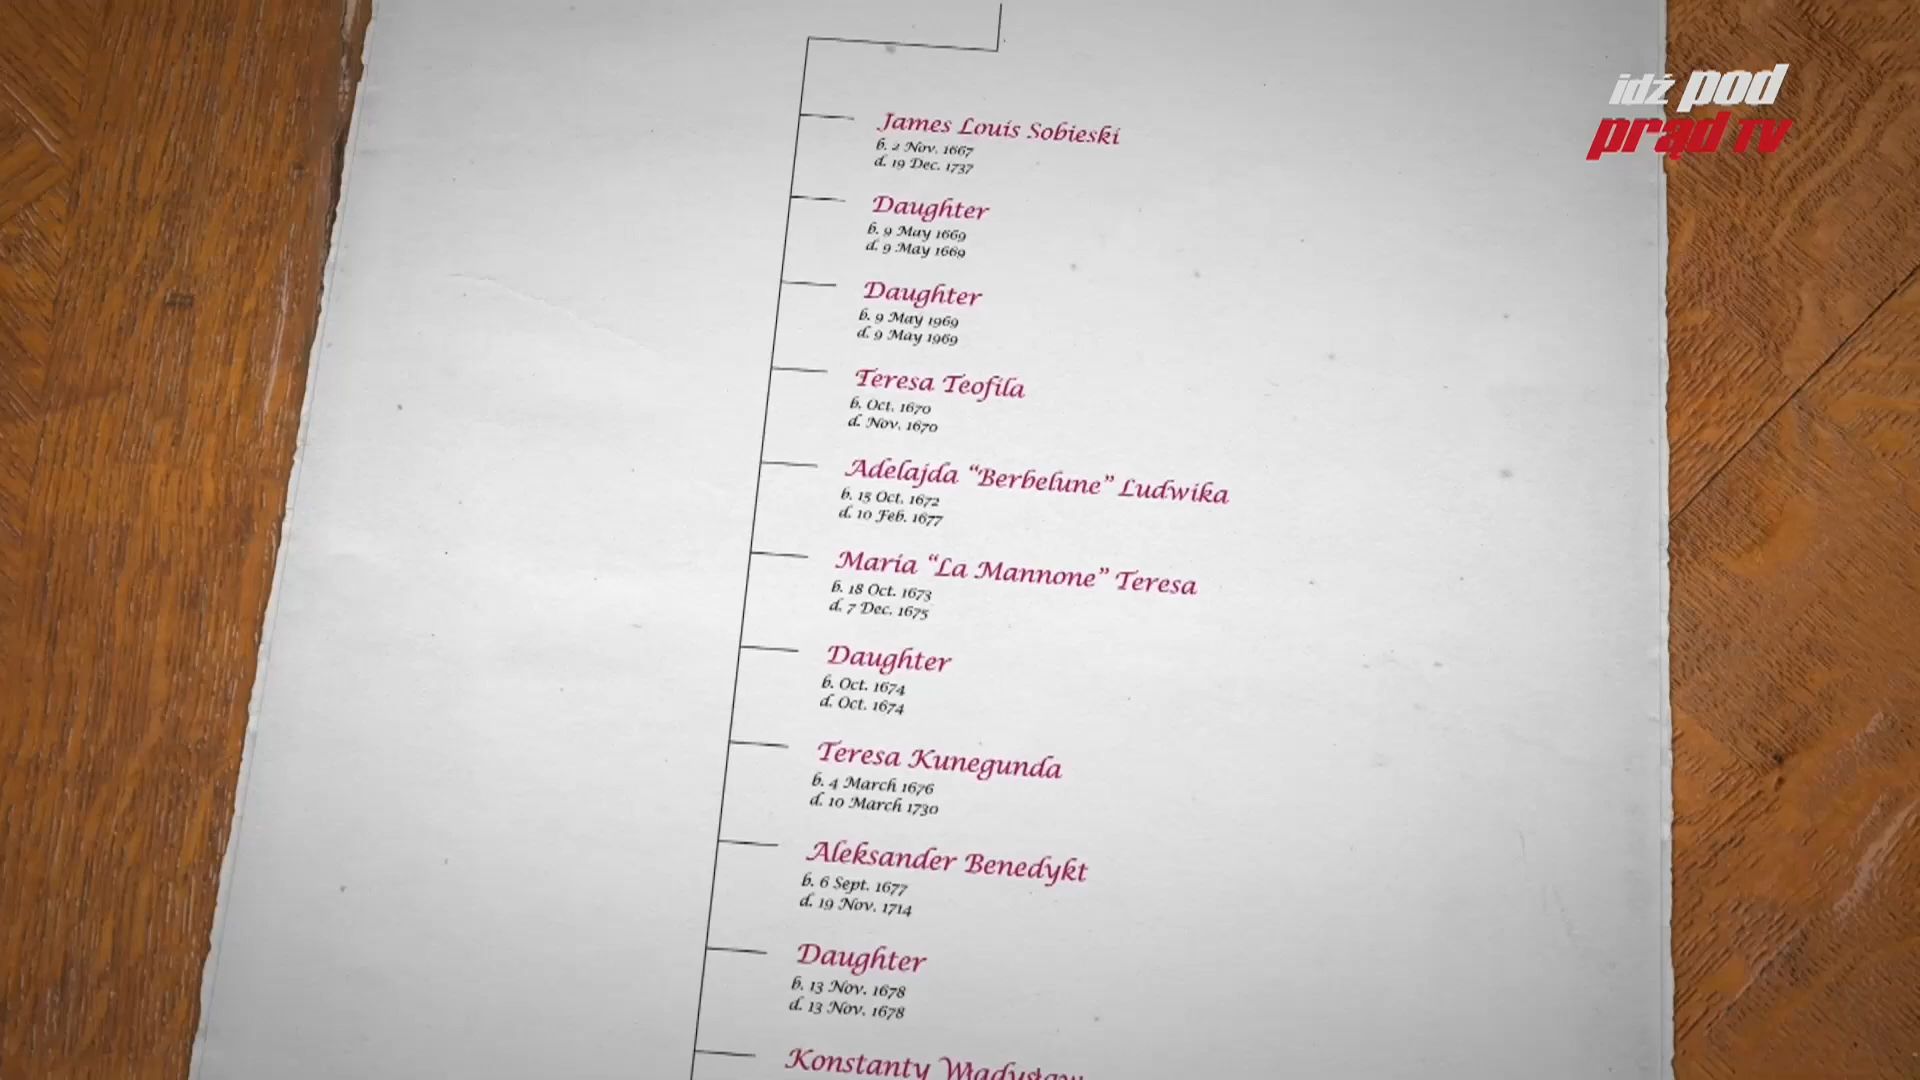 idź pod
prąd TV
James Louis Sobieski
b. 2 Nov. 1667
d. 19 Dec. 1737
Daughter
b. 9 May 1669
d. 9 May 1669
Daughter
b. 9 May 1969
d. 9 May 1969
Teresa Teofila
b. Oct. 1670
d. Nov. 1670
Adelajda “Berbelune” Ludwika
b. 15 Oct. 1672
d. 10 Feb. 1677
Maria “La Mannone” Teresa
b. 18 Oct. 1673
d. 7 Dec. 1675
Daughter
b. Oct. 1674
d. Oct. 1674
Teresa Kunegunda
b. 4 March 1676
d. 10 March 1730
Aleksander Benedykt
b. 6 Sept. 1677
d. 19 Nov. 1714
Daughter
b. 13 Nov. 1678
d. 13 Nov. 1678
Konstanty Władysław